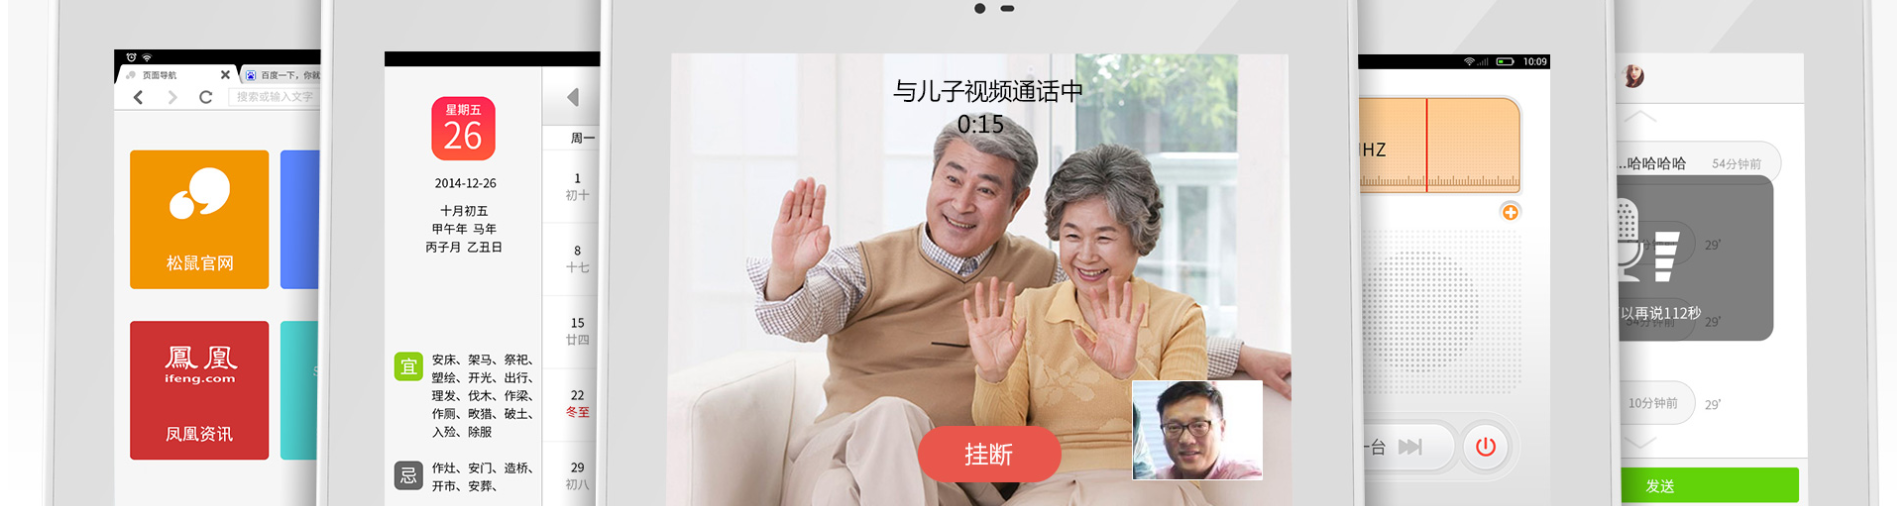 页面导航
百度一下，你就
搜索或输入文字
松鼠官网
鳳凰
ifeng.com
凤凰资讯
星期五
26
2014-12-26
十月初五
甲午年 马年
丙子月 乙丑日
宜
安床、架马、祭祀、
塑绘、开光、出行、
理发、伐木、作梁、
作厕、畋猎、破土、
入殓、除服
忌
作灶、安门、造桥、
开市、安葬、
周一
1
初十
8
十七
15
廿四
22
冬至
29
初八
与儿子视频通话中
0:15
挂断
10:09
HZ
一台
...哈哈哈哈 54分钟前
29'
以再说112秒
54分钟前 29'
10分钟前 29'
发送